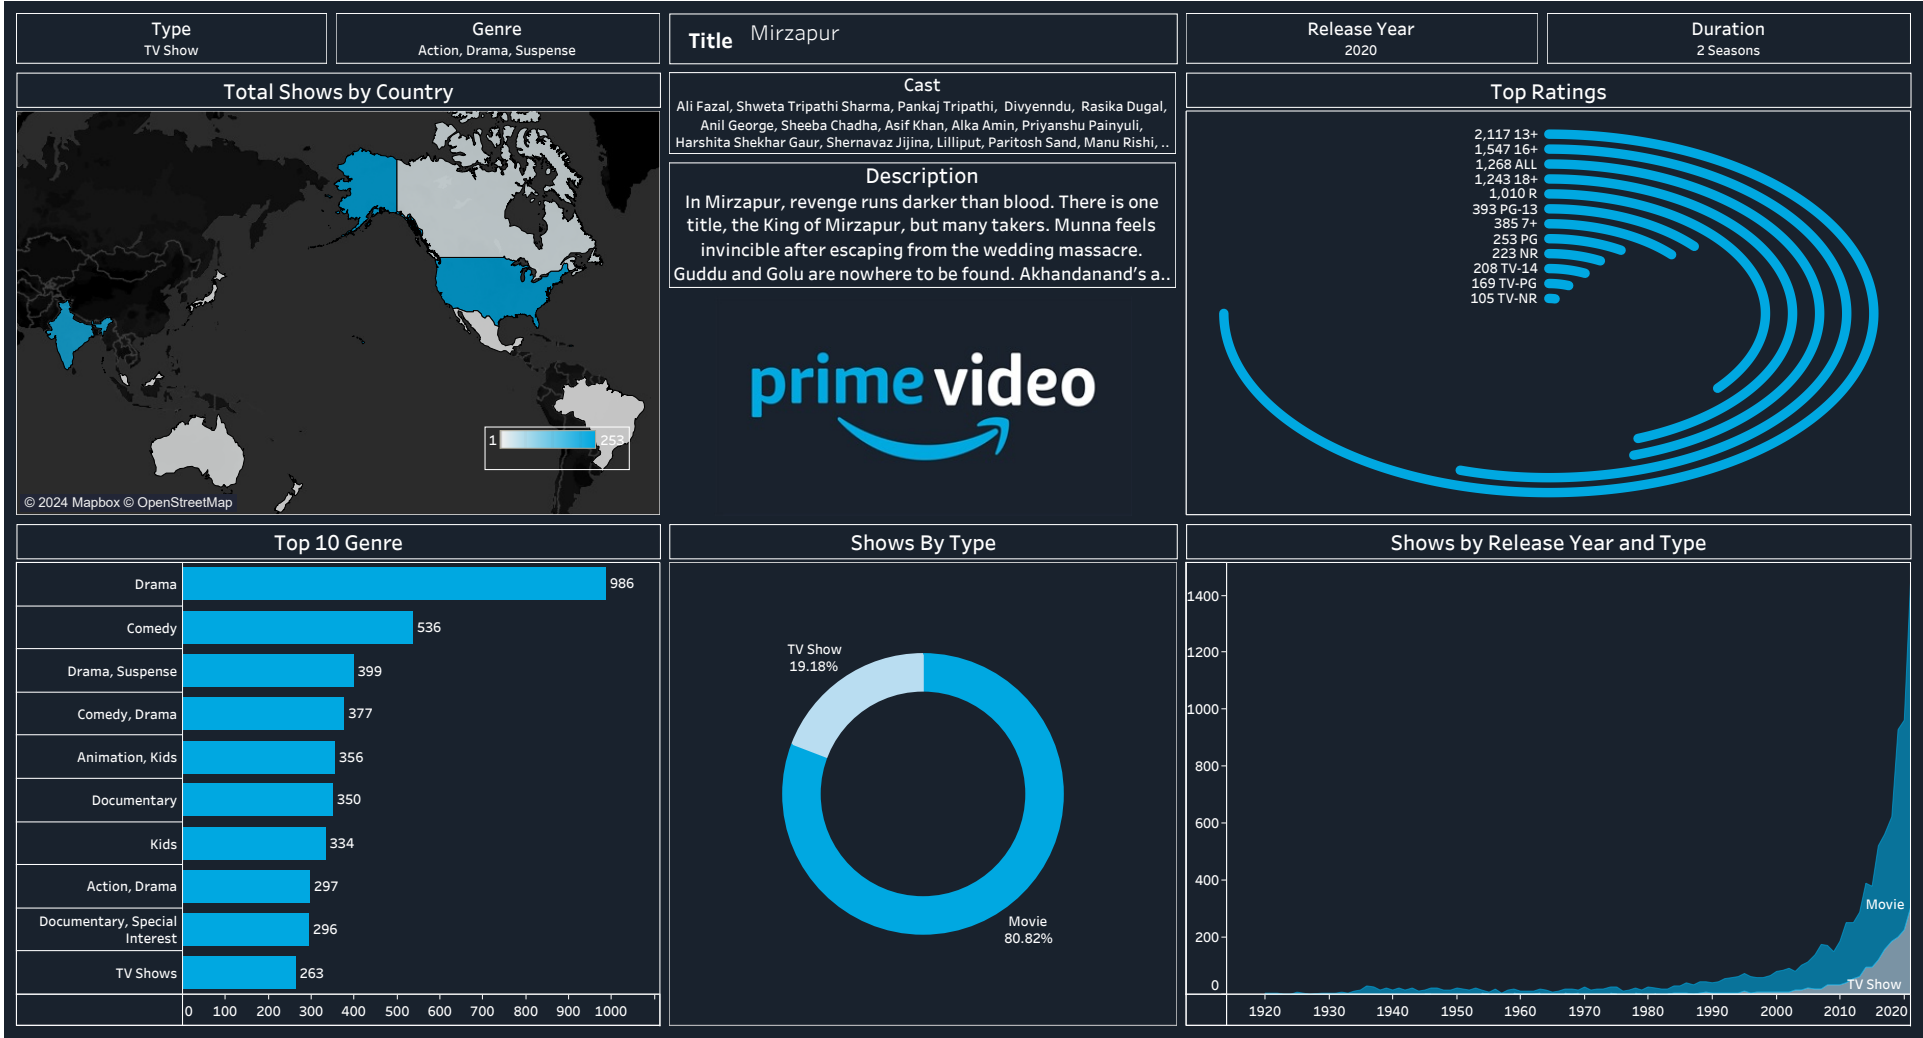 Type
TV Show
Genre
Action, Drama, Suspense
Title Mirzapur
Release Year
2020
Duration
2 Seasons
Total Shows by Country
1 253
© 2024 Mapbox © OpenStreetMap
Cast
Ali Fazal, Shweta Tripathi Sharma, Pankaj Tripathi, Divyenndu, Rasika Dugal,
Anil George, Sheeba Chadha, Asif Khan, Alka Amin, Priyanshu Painyuli,
Harshita Shekhar Gaur, Shernavaz Jijina, Lilliput, Paritosh Sand, Manu Rishi, ..
Description
In Mirzapur, revenge runs darker than blood. There is one
title, the King of Mirzapur, but many takers. Munna feels
invincible after escaping from the wedding massacre.
Guddu and Golu are nowhere to be found. Akhandanand’s a..
prime video
Top Ratings
2,117 13+
1,547 16+
1,268 ALL
1,243 18+
1,010 R
393 PG-13
385 7+
253 PG
223 NR
208 TV-14
169 TV-PG
105 TV-NR
Top 10 Genre
Drama 986
Comedy 536
Drama, Suspense 399
Comedy, Drama 377
Animation, Kids 356
Documentary 350
Kids 334
Action, Drama 297
Documentary, Special
Interest 296
TV Shows 263
0 100 200 300 400 500 600 700 800 900 1000
Shows By Type
TV Show
19.18%
Movie
80.82%
Shows by Release Year and Type
1400
1200
1000
800
600
400
200
0
Movie
TV Show
1920 1930 1940 1950 1960 1970 1980 1990 2000 2010 2020